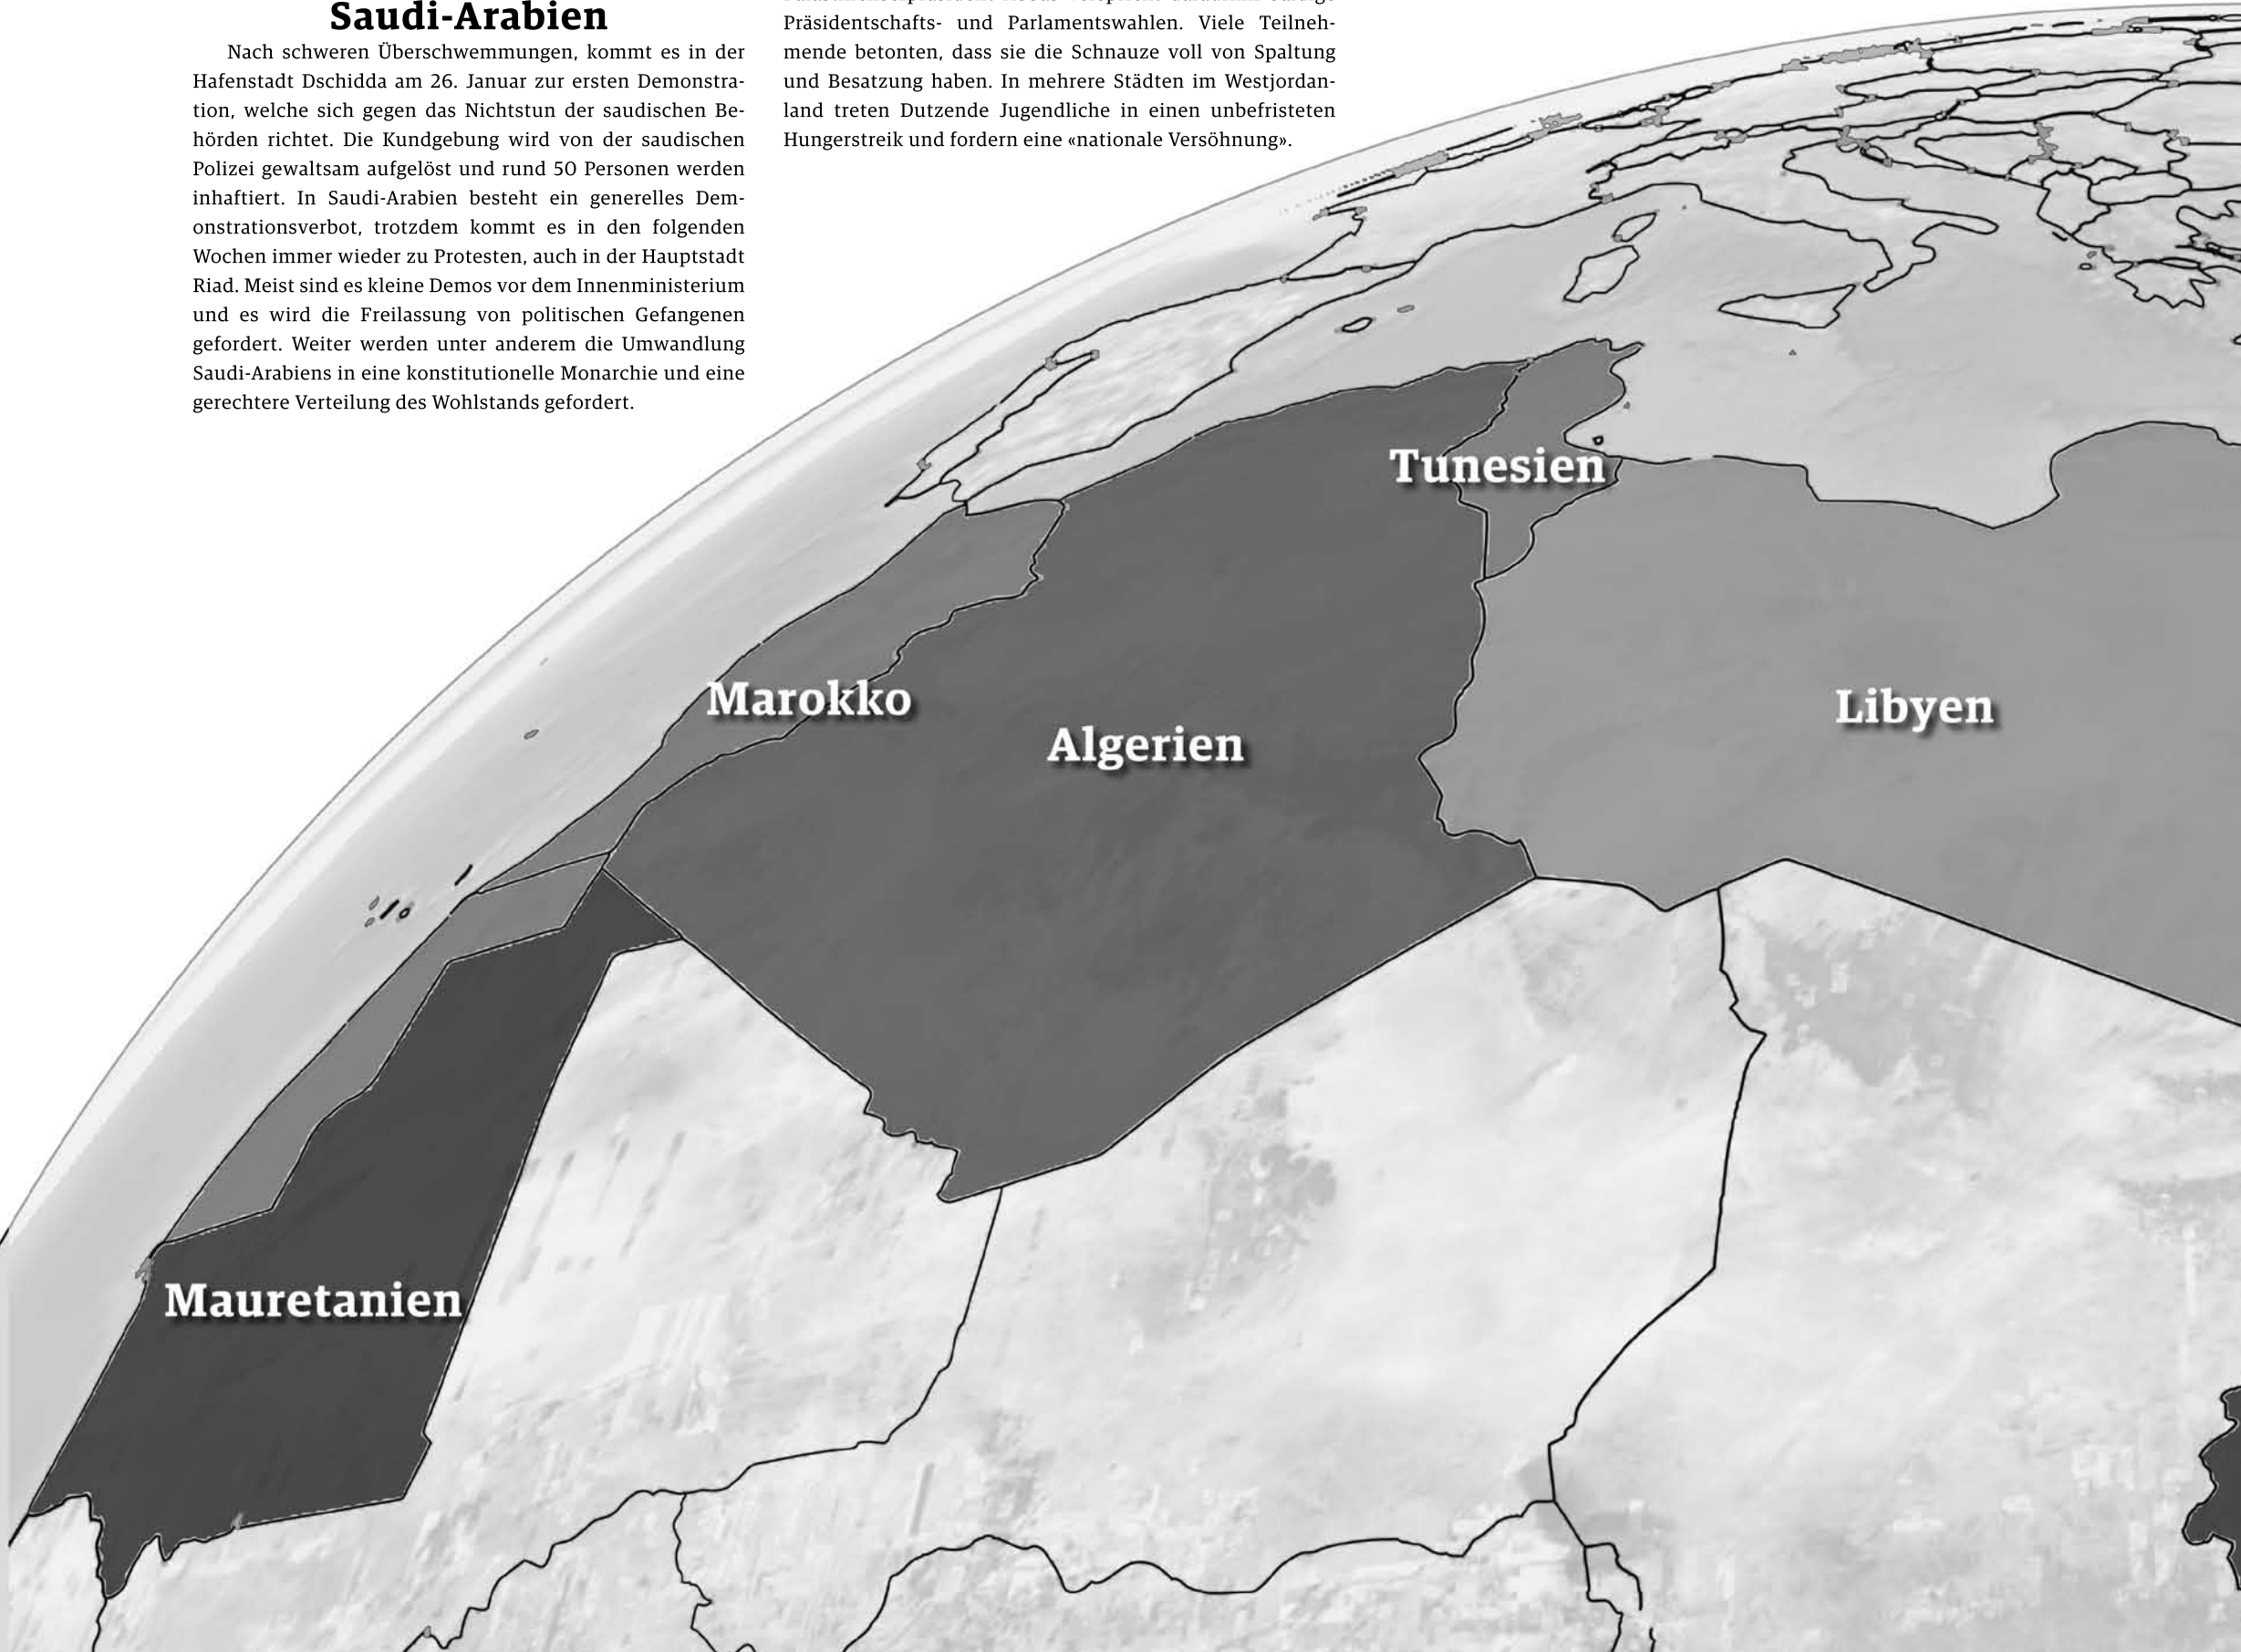 Saudi-Arabien
Nach schweren Überschwemmungen, kommt es in der
Hafenstadt Dschidda am 26. Januar zur ersten Demonstra-
tion, welche sich gegen das Nichtstun der saudischen Be-
hörden richtet. Die Kundgebung wird von der saudischen
Polizei gewaltsam aufgelöst und rund 50 Personen werden
inhaftiert. In Saudi-Arabien besteht ein generelles Dem-
onstrationsverbot, trotzdem kommt es in den folgenden
Wochen immer wieder zu Protesten, auch in der Hauptstadt
Riad. Meist sind es kleine Demos vor dem Innenministerium
und es wird die Freilassung von politischen Gefangenen
gefordert. Weiter werden unter anderem die Umwandlung
Saudi-Arabiens in eine konstitutionelle Monarchie und eine
gerechtere Verteilung des Wohlstands gefordert.
Präsidentschafts- und Parlamentswahlen. Viele Teilneh-
mende betonten, dass sie die Schnauze voll von Spaltung
und Besatzung haben. In mehrere Städten im Westjordan-
land treten Dutzende Jugendliche in einen unbefristeten
Hungerstreik und fordern eine «nationale Versöhnung».
Tunesien
Marokko
Algerien
Libyen
Mauretanien